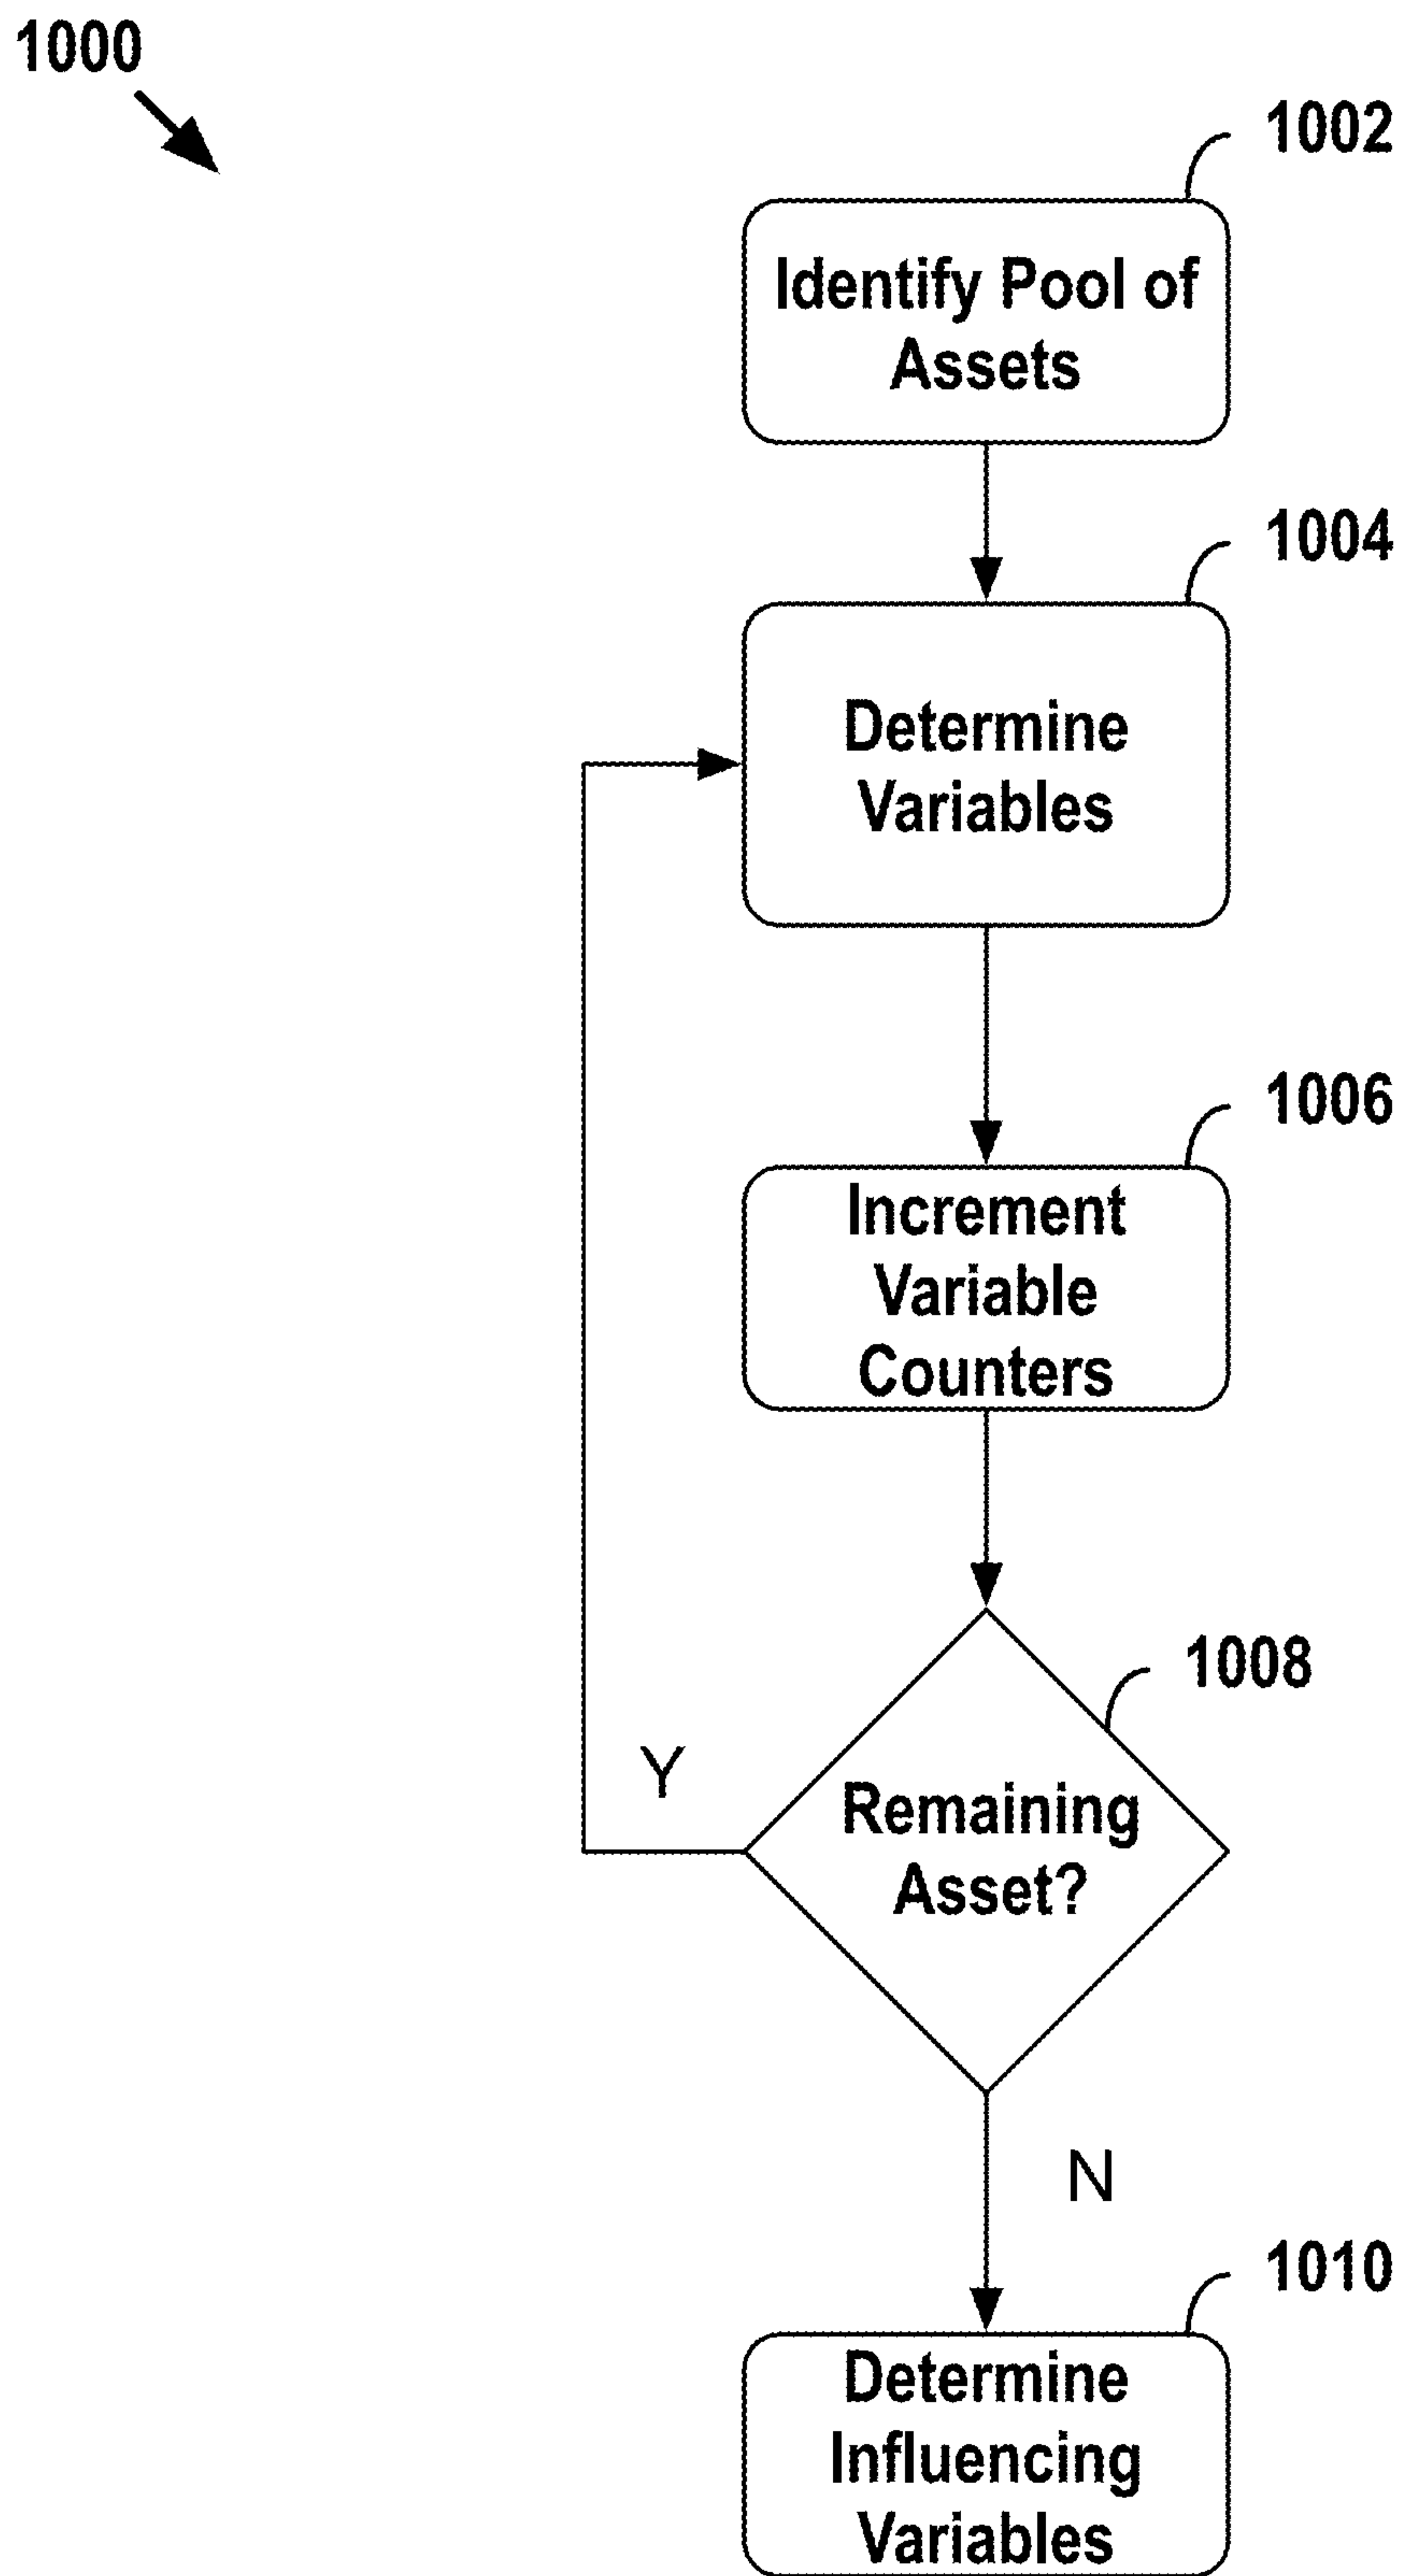 1000
1002
Identify Pool of
Assets
1004
Determine
Variables
1006
Increment
Variable
Counters
1008
Y
Remaining
Asset?
N
1010
Determine
Influencing
Variables